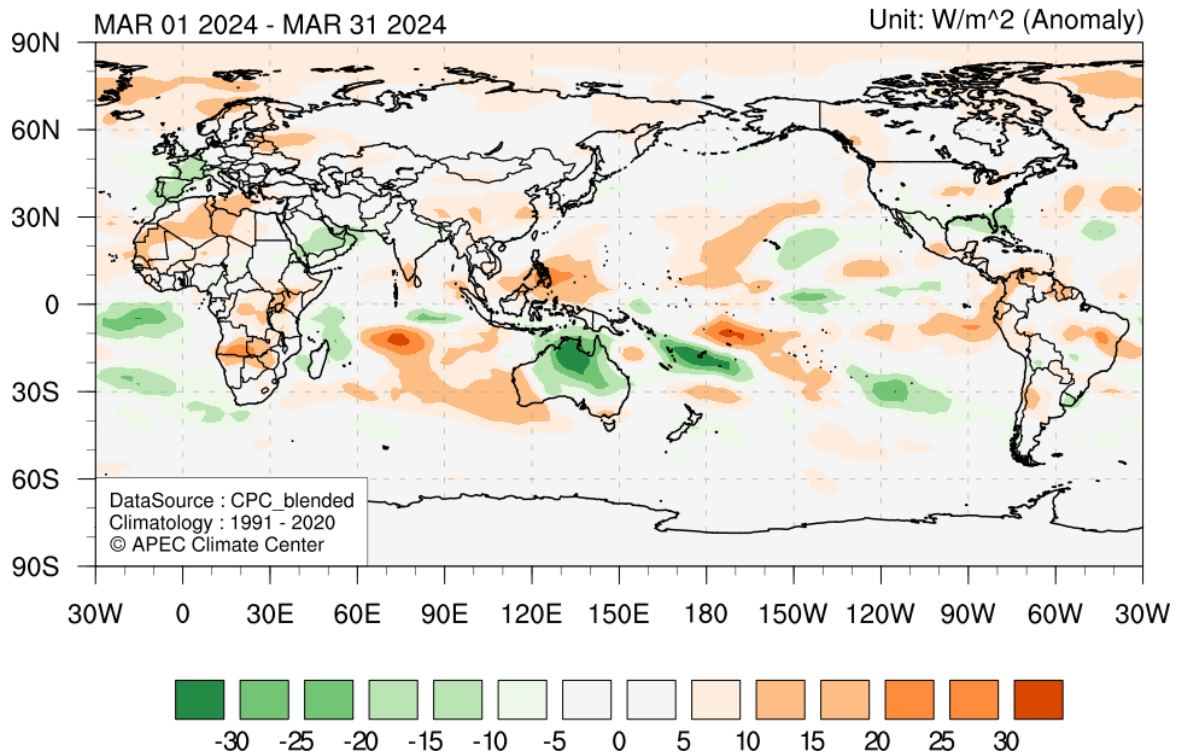 MAR 01 2024 - MAR 31 2024
Unit: W/m^2 (Anomaly)
90N
60N
30N
0
30S
60S
90S
DataSource : CPC_blended
Climatology : 1991 - 2020
© APEC Climate Center
30W 0 30E 60E 90E 120E 150E 180 150W 120W 90W 60W 30W
-30 -25 -20 -15 -10 -5 0 5 10 15 20 25 30